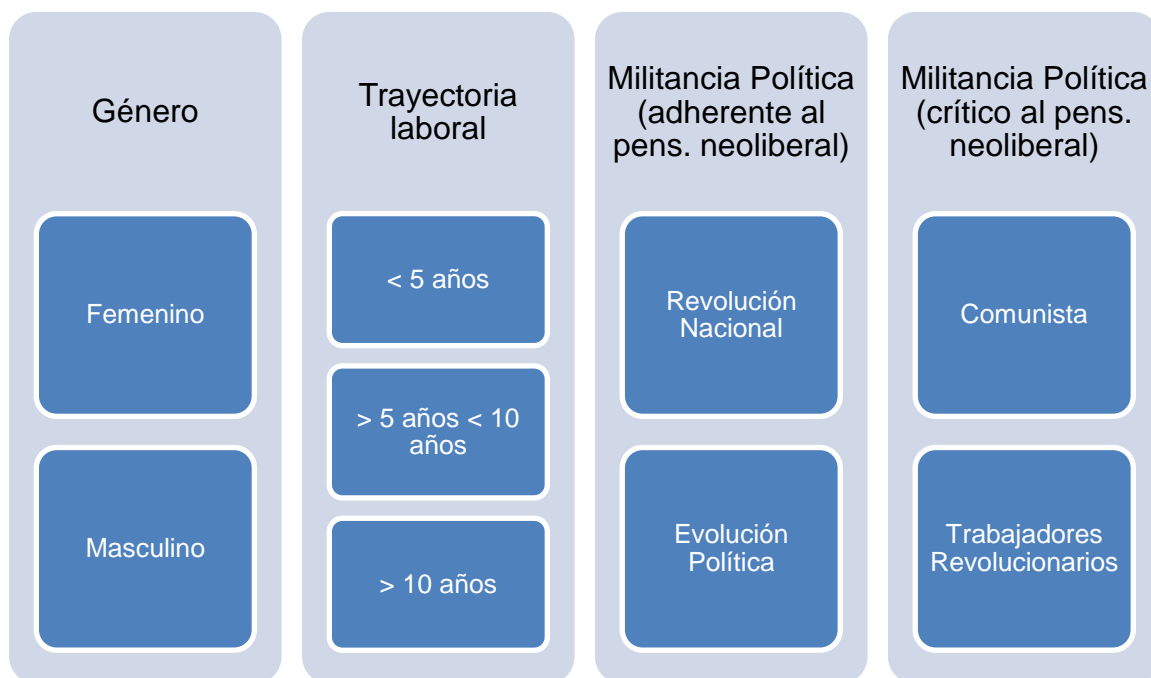 Género
Femenino
Masculino
Trayectoria
laboral
< 5 años
> 5 años < 10
años
> 10 años
Militancia Política
(adherente al
pens. neoliberal)
Revolución
Nacional
Evolución
Política
Militancia Política
(crítico al pens.
neoliberal)
Comunista
Trabajadores
Revolucionarios